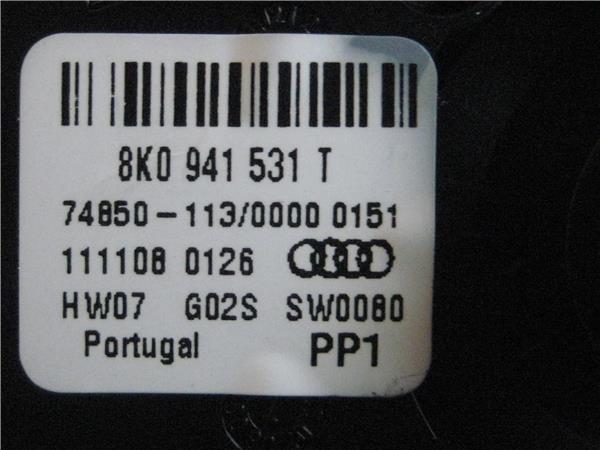 8K0 941 531 T
74850-113/0000 0151
111108 0126
HW07 G02S SW0080
Portugal PP1